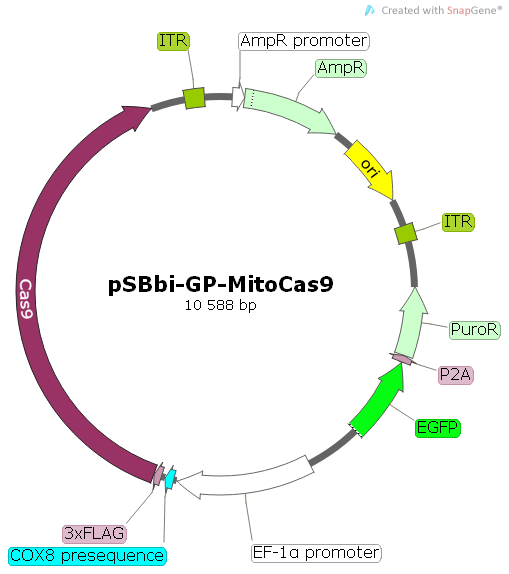 Created with SnapGene®
ITR
AmpR promoter
AmpR
ori
ITR
Cas9
pSBbi-GP-MitoCas9
10 588 bp
PuroR
P2A
EGFP
3xFLAG
COX8 presequence
EF-1α promoter